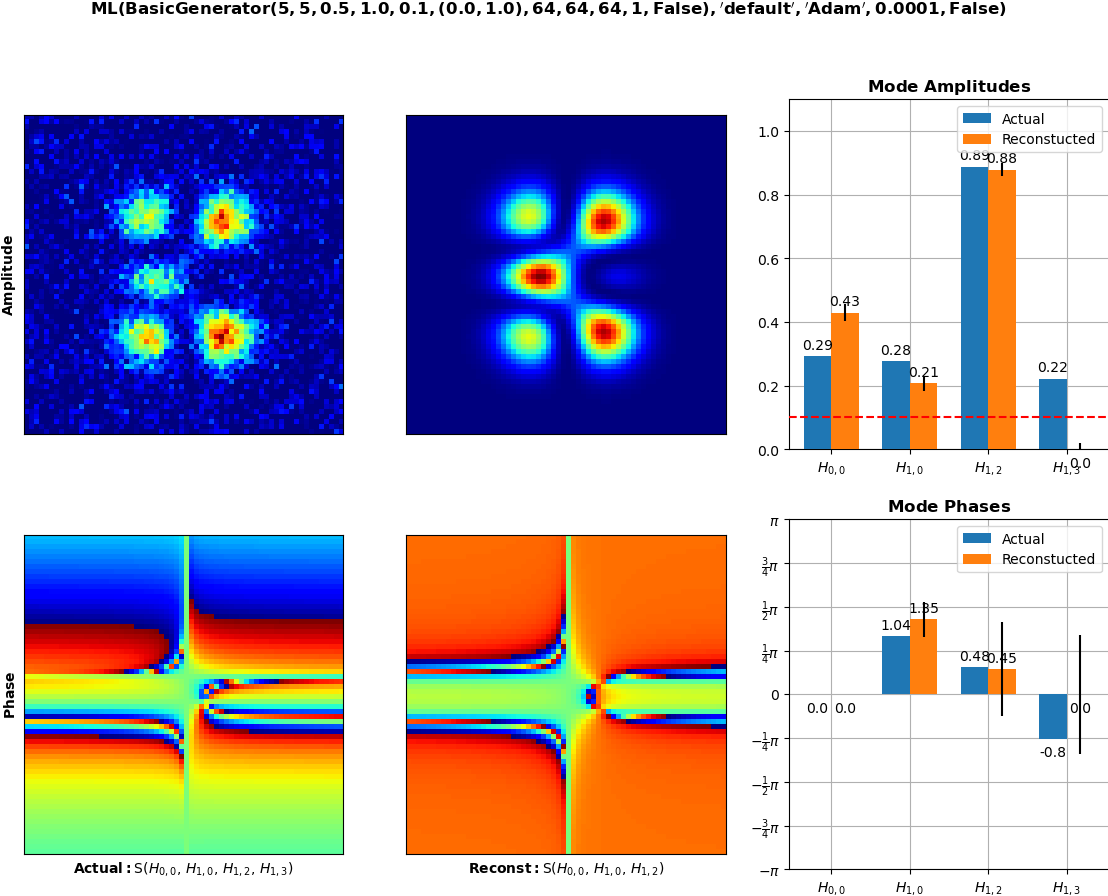 ML(BasicGenerator(5, 5, 0.5, 1.0, 0.1, (0.0, 1.0), 64, 64, 64, 1, False), 'default', 'Adam', 0.0001, False)
Amplitude
Mode Amplitudes
Actual
Reconstucted
1.0
0.8
0.6
0.4
0.2
0.0
0.29
0.43
0.28
0.21
0.89
0.88
0.22
0.0
H0,0
H1,0
H1,2
H1,3
Phase
Actual: S(H0,0, H1,0, H1,2, H1,3)
Reconst: S(H0,0, H1,0, H1,2)
Mode Phases
Actual
Reconstucted
π
3/4π
1/2π
1/4π
0
−1/4π
−1/2π
−3/4π
−π
0.0
0.0
1.04
1.35
0.48
0.45
-0.8
0.0
H0,0
H1,0
H1,2
H1,3